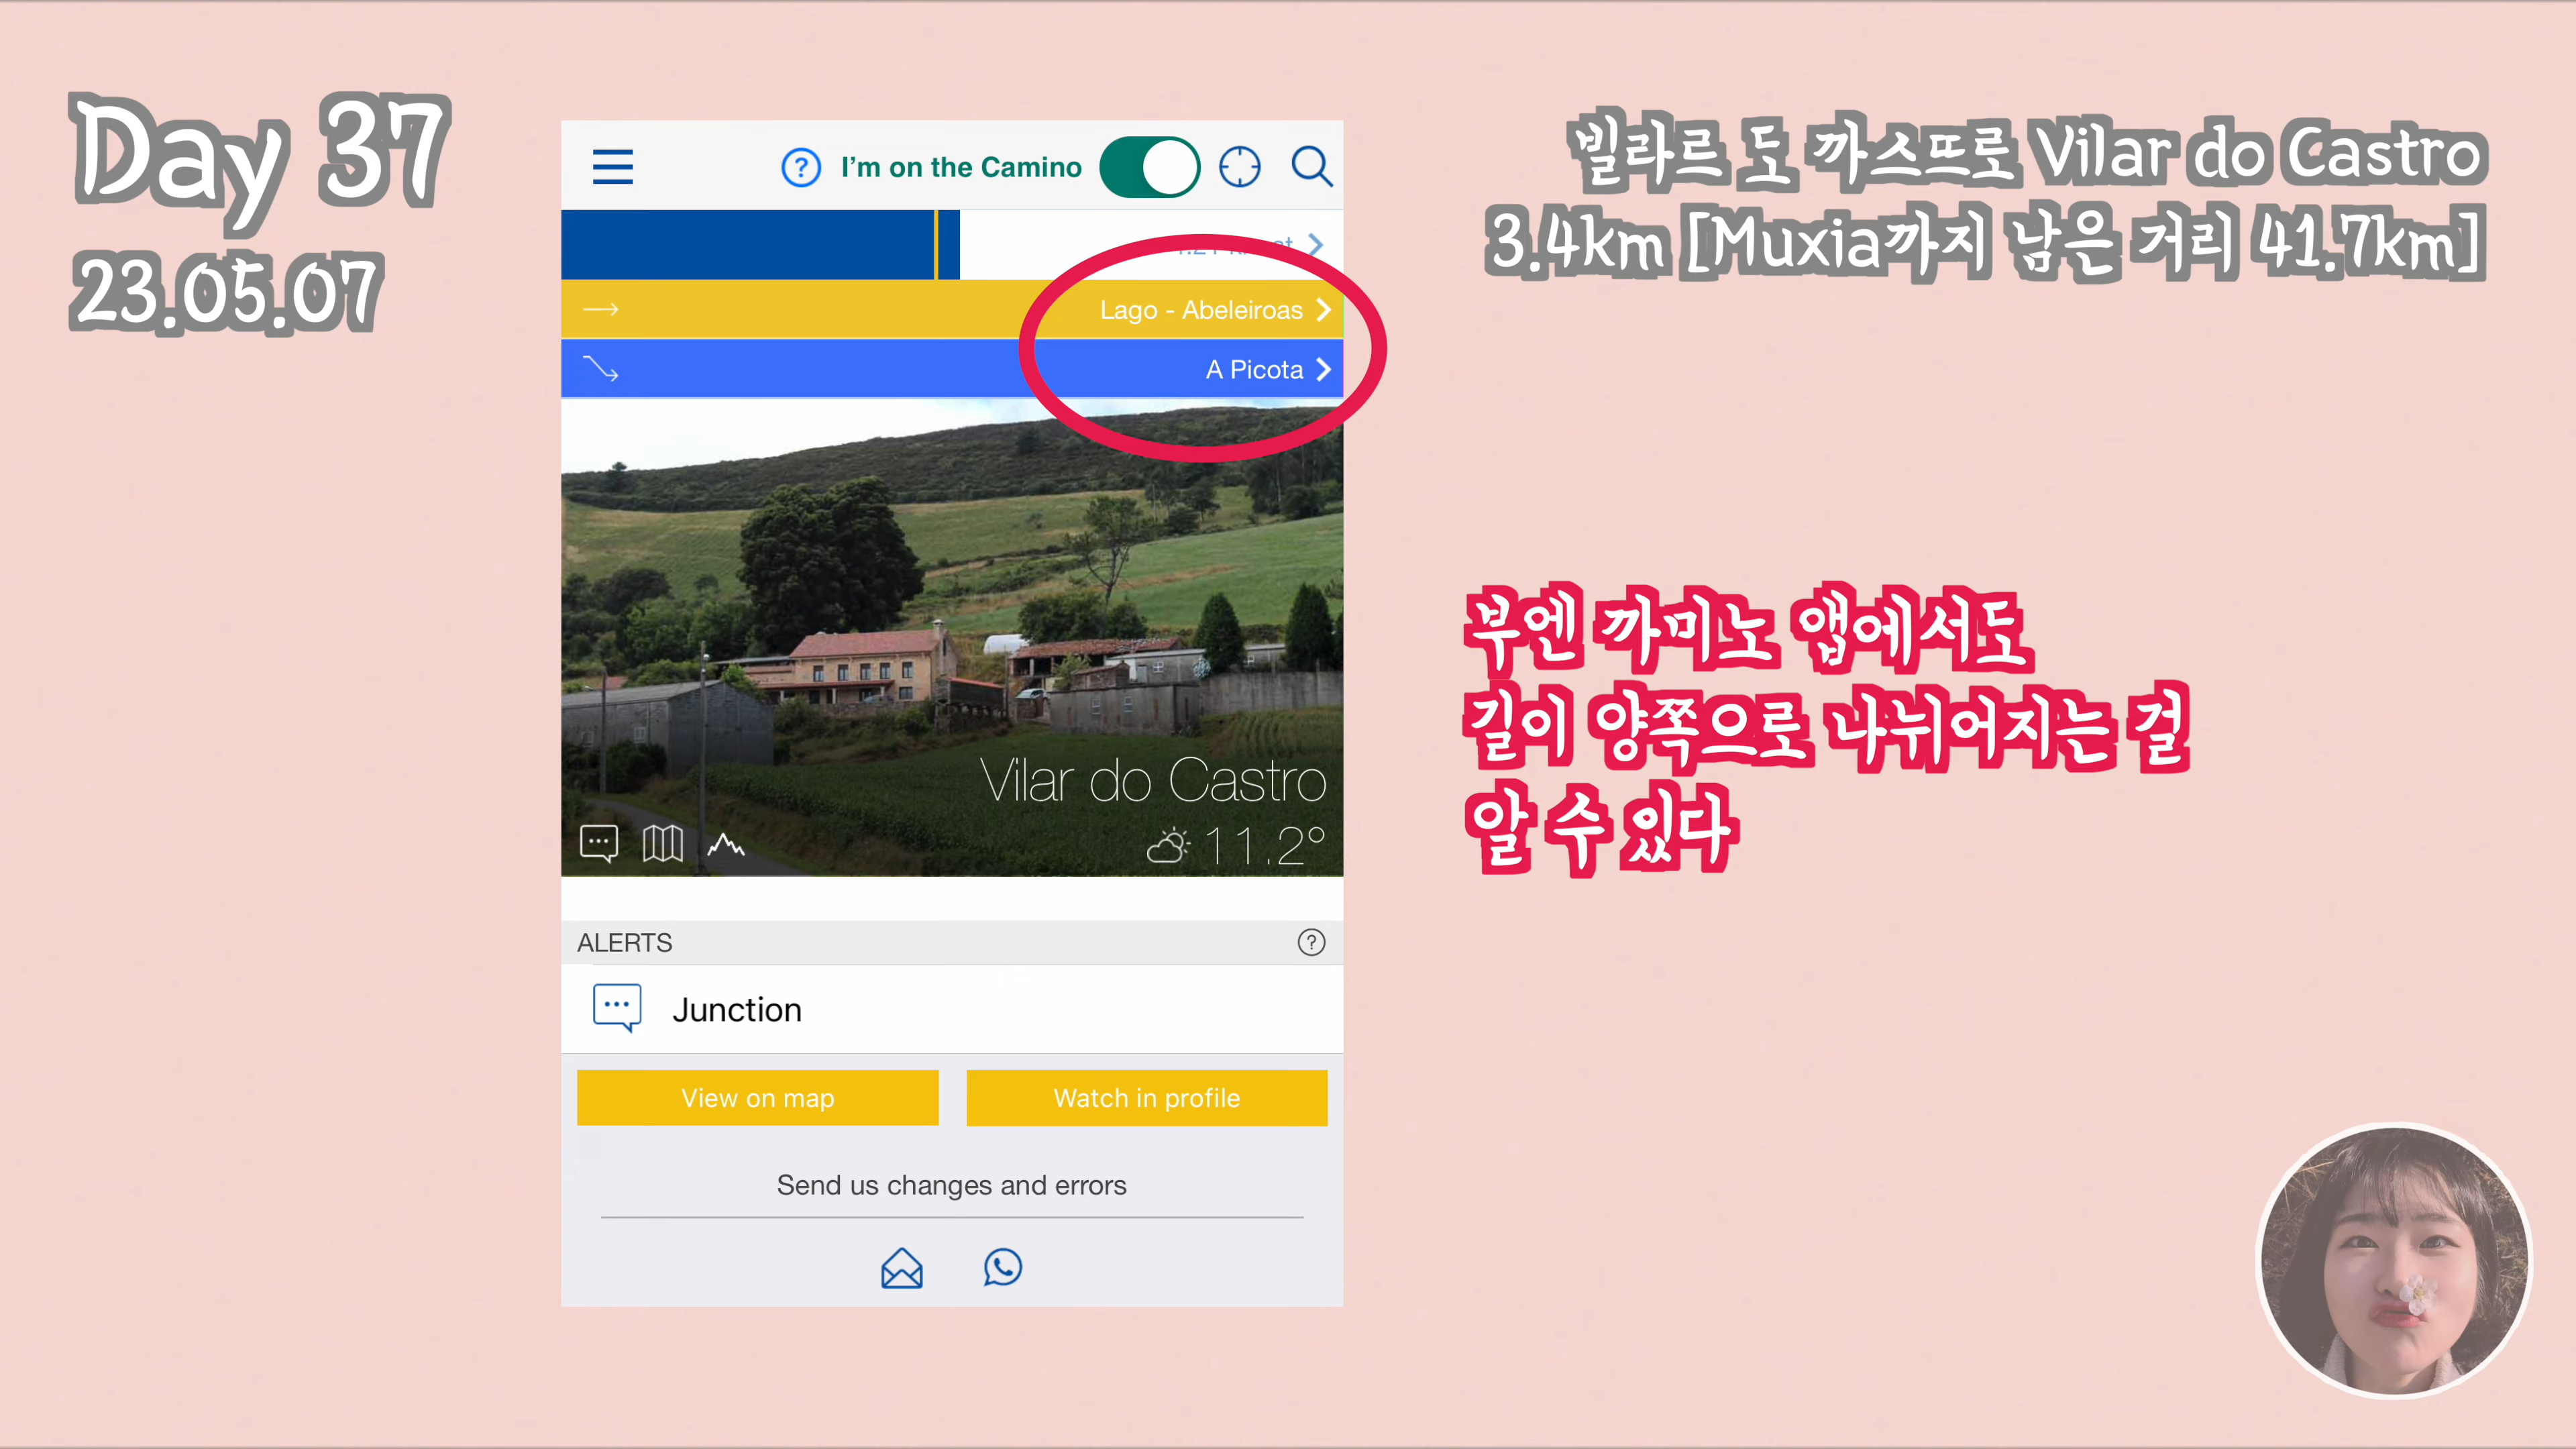 Day 37
23.05.07
빌라르 도 까스뜨로 Vilar do Castro
3.4km [Muxia까지 남은 거리 41.7km]
I'm on the Camino
Lago - Abeleiroas
A Picota
부엔 까미노 앱에서도
길이 양쪽으로 나뉘어지는 걸
알 수 있다
Vilar do Castro
11.2°
ALERTS
Junction
View on map
Watch in profile
Send us changes and errors